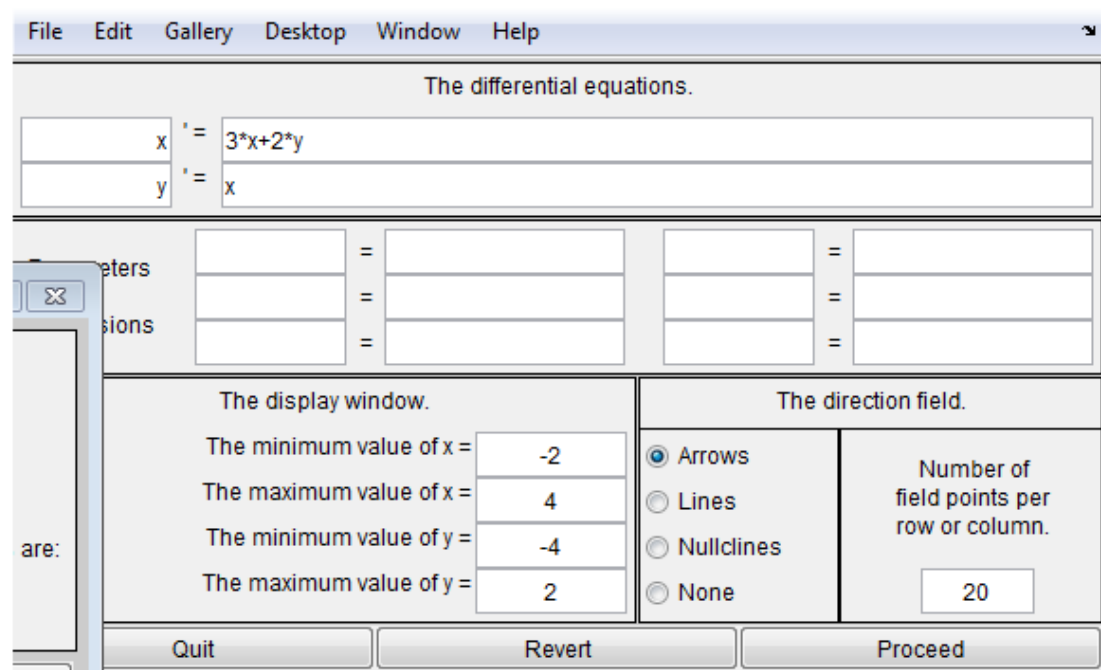 File Edit Gallery Desktop Window Help
The differential equations.
x ' = 3*x+2*y
y ' = x
= =
eters
= =
sions
= =
The display window.
The direction field.
The minimum value of x = -2
The maximum value of x = 4
The minimum value of y = -4
The maximum value of y = 2
Arrows
Lines
Nullclines
None
Number of
field points per
row or column.
20
are:
Quit Revert Proceed